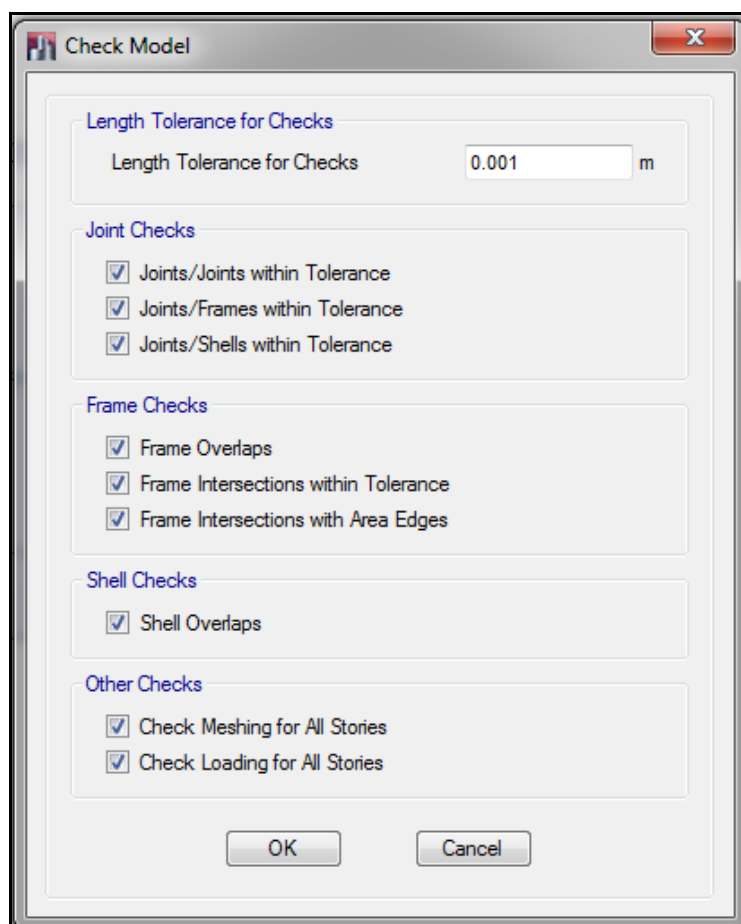 Check Model
Length Tolerance for Checks
Length Tolerance for Checks 0.001 m
Joint Checks
Joints/Joints within Tolerance
Joints/Frames within Tolerance
Joints/Shells within Tolerance
Frame Checks
Frame Overlaps
Frame Intersections within Tolerance
Frame Intersections with Area Edges
Shell Checks
Shell Overlaps
Other Checks
Check Meshing for All Stories
Check Loading for All Stories
OK Cancel